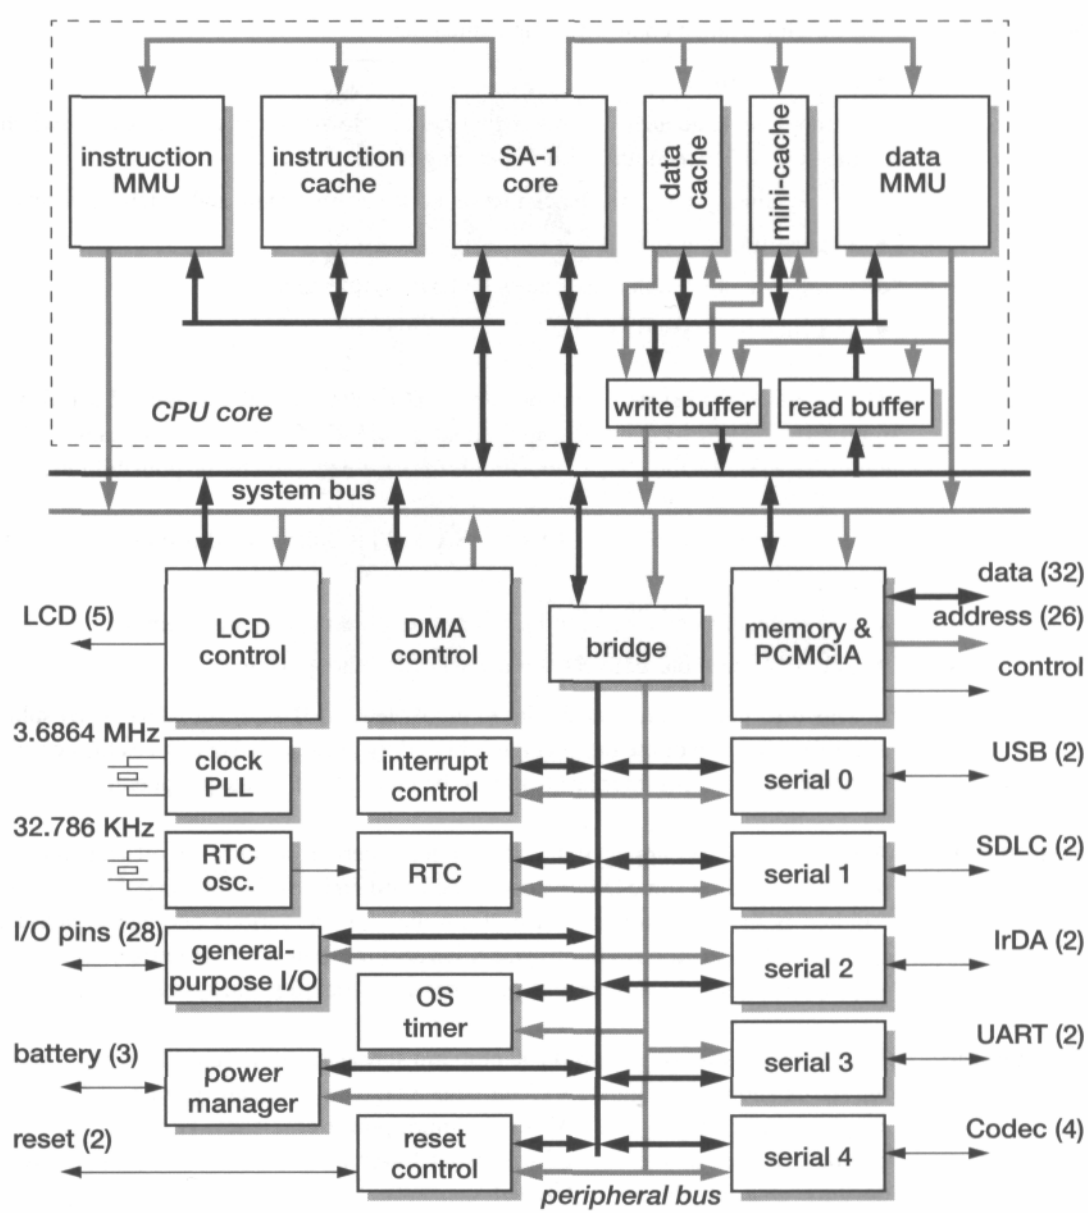 instruction
MMU
instruction
cache
SA-1
core
data
cache
mini-cache
data
MMU
write buffer
read buffer
CPU core
system bus
data (32)
LCD (5)
LCD
control
DMA
control
bridge
memory &
PCMCIA
address (26)
control
3.6864 MHz
clock
PLL
interrupt
control
serial 0
USB (2)
32.786 KHz
RTC
osc.
RTC
serial 1
SDLC (2)
I/O pins (28)
general-
purpose I/O
serial 2
IrDA (2)
OS
timer
battery (3)
power
manager
serial 3
UART (2)
reset (2)
reset
control
serial 4
Codec (4)
peripheral bus